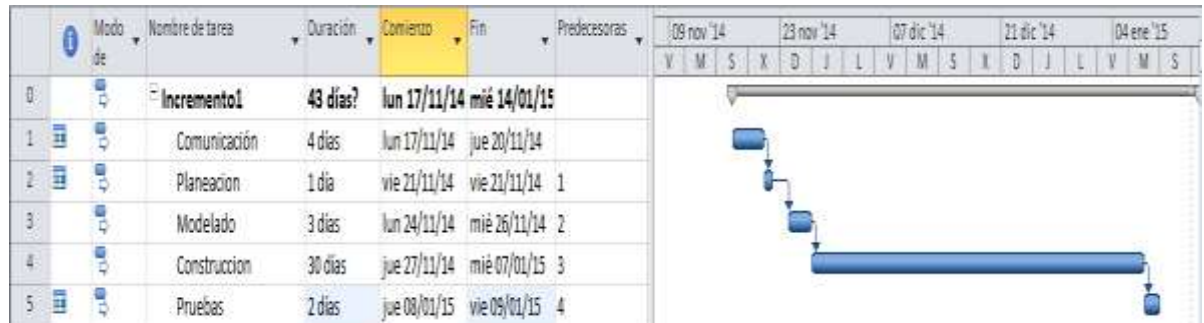 Modo de Nombre de tarea Duración Comienzo Fin Predecesoras 09 nov '14 23 nov '14 07 dic '14 21 dic '14 04 ene '15
V M S X D J L V M S X D J L V M S
0 Incremento1 43 días? lun 17/11/14 mié 14/01/15
1 Comunicación 4 días lun 17/11/14 jue 20/11/14
2 Planeacion 1 día vie 21/11/14 vie 21/11/14 1
3 Modelado 3 días lun 24/11/14 mié 26/11/14 2
4 Construccion 30 días jue 27/11/14 mié 07/01/15 3
5 Pruebas 2 días jue 08/01/15 vie 09/01/15 4